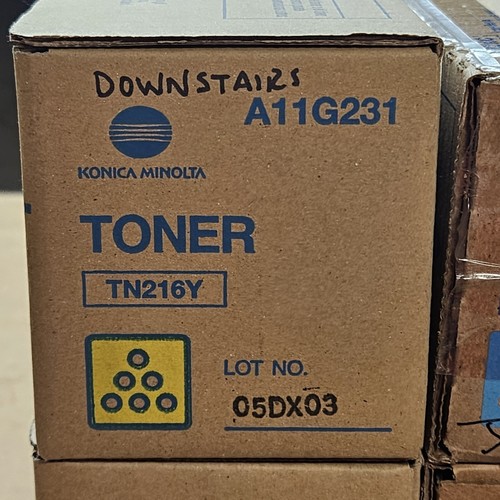 DOWNSTAIRS
A11G231
KONICA MINOLTA
TONER
TN216Y
LOT NO.
05DX03